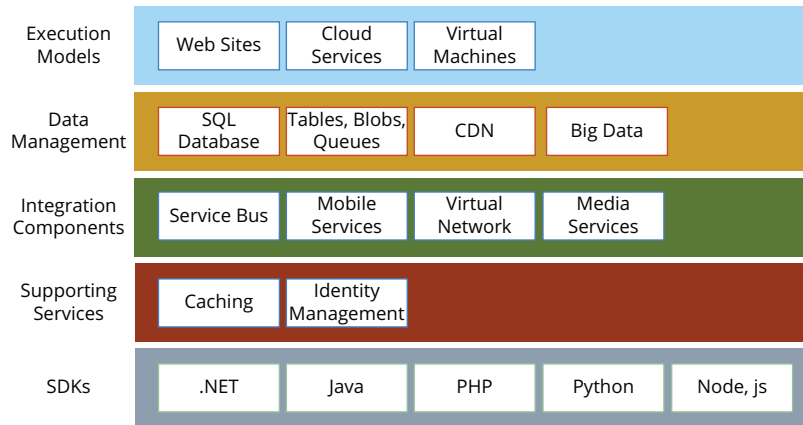 Execution
Models
Web Sites
Cloud
Services
Virtual
Machines
Data
Management
SQL
Database
Tables, Blobs,
Queues
CDN
Big Data
Integration
Components
Service Bus
Mobile
Services
Virtual
Network
Media
Services
Supporting
Services
Caching
Identity
Management
SDKs
.NET
Java
PHP
Python
Node, js